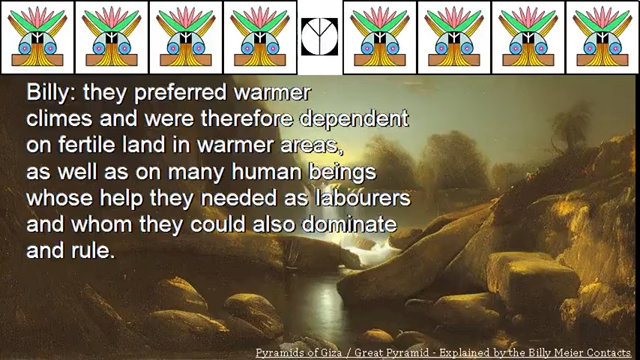 Billy: they preferred warmer
climes and were therefore dependent
on fertile land in warmer areas,
as well as on many human beings
whose help they needed as labourers
and whom they could also dominate
and rule.
Pyramids of Giza / Great Pyramid - Explained by the Billy Meier Contacts